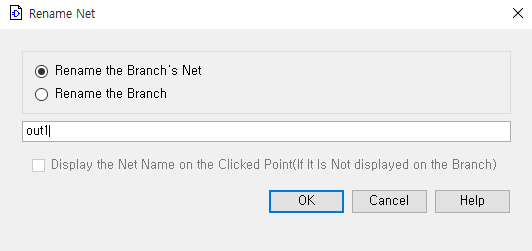 Rename Net
Rename the Branch's Net
Rename the Branch
out1
Display the Net Name on the Clicked Point(If It Is Not displayed on the Branch)
OK Cancel Help